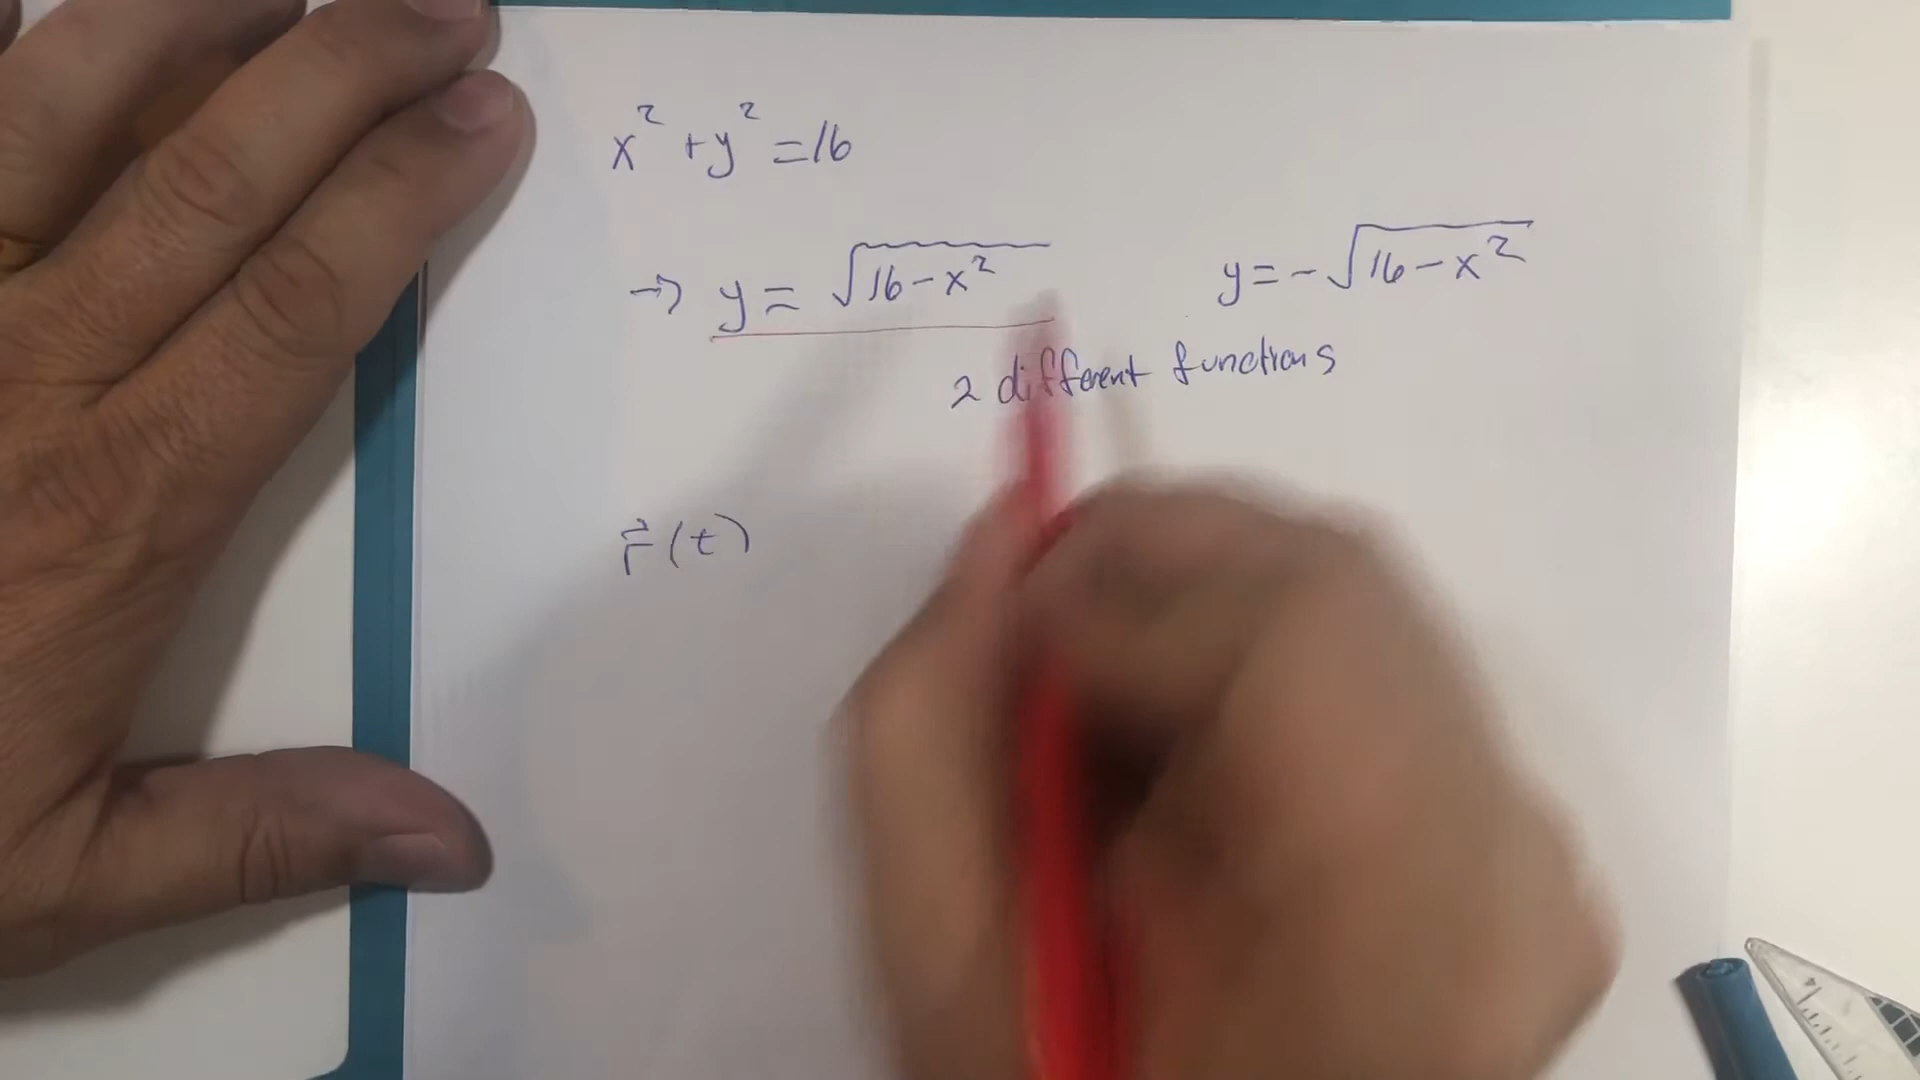 x² + y² = 16
→ y = √(16 - x²) y = -√(16 - x²)
2 different functions
r⃗(t)